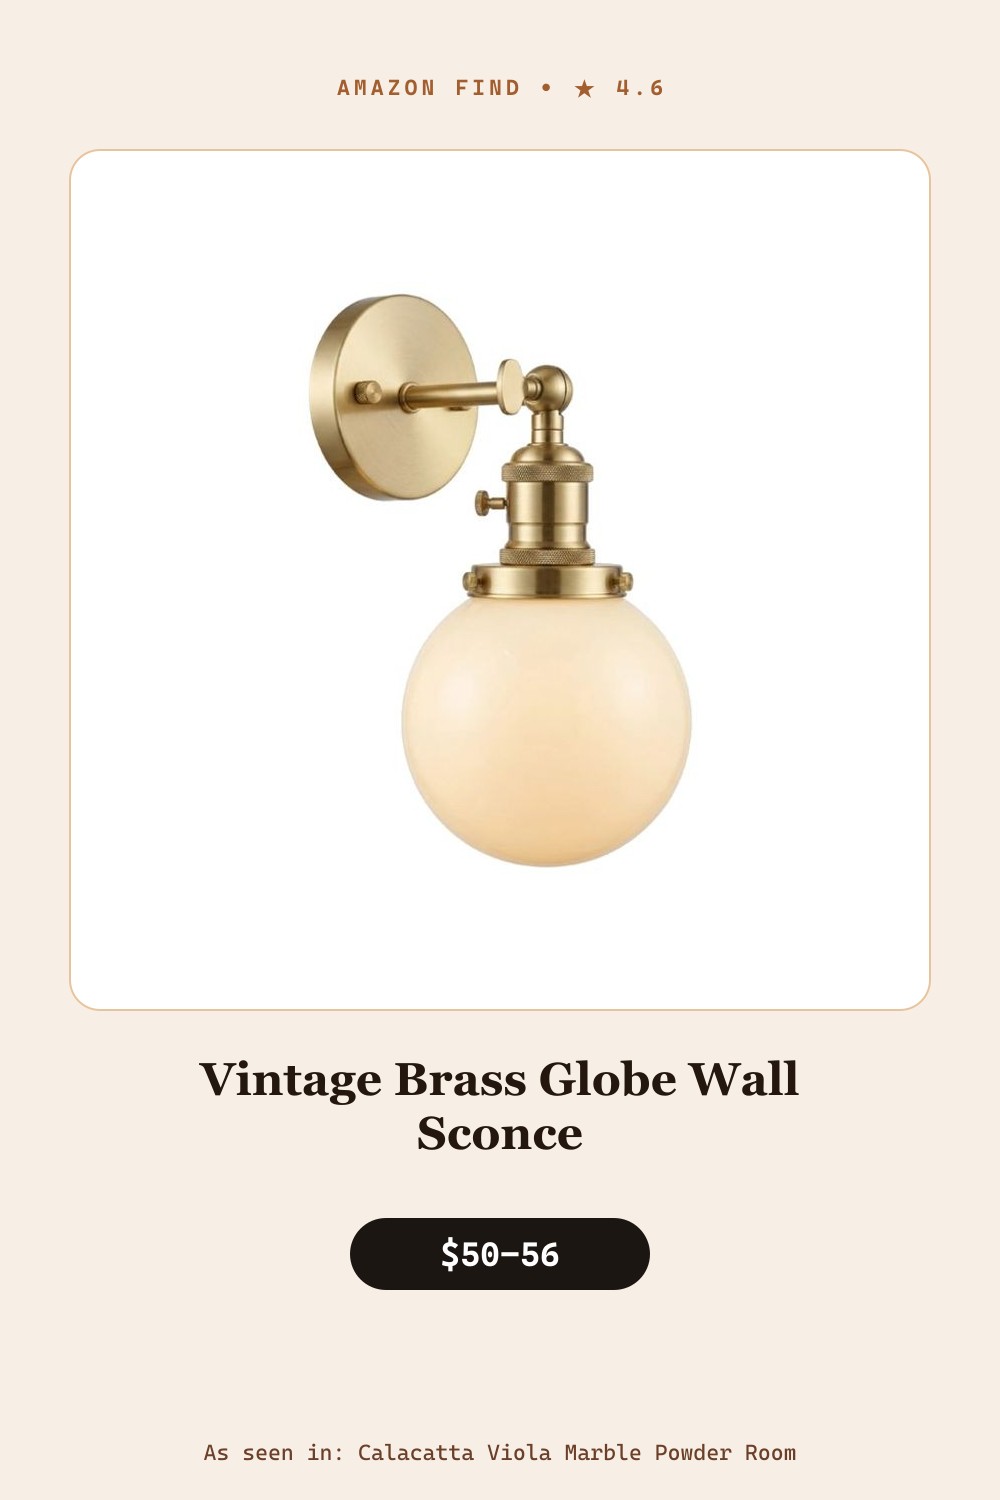 AMAZON FIND • ★ 4.6
Vintage Brass Globe Wall
Sconce
$50–56
As seen in: Calacatta Viola Marble Powder Room